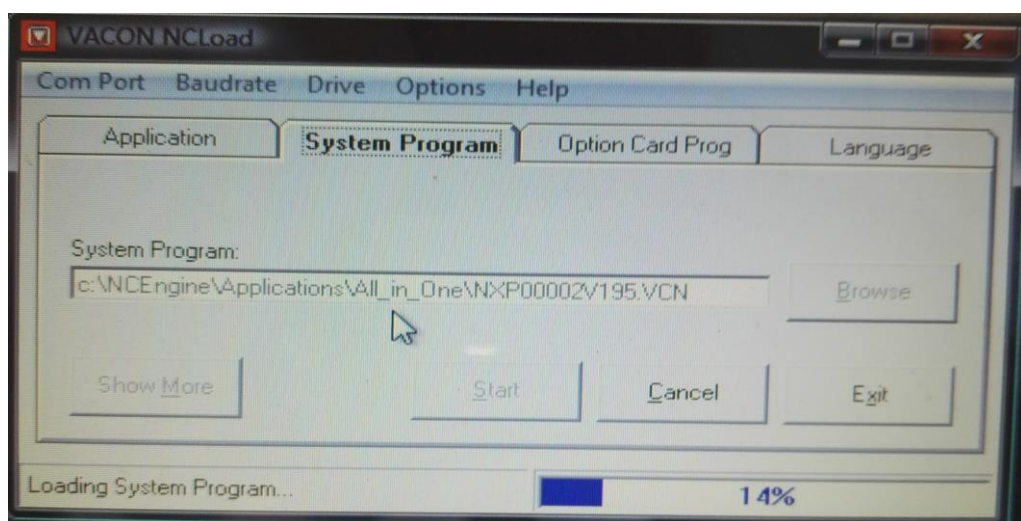 VACON NCLoad
Com Port Baudrate Drive Options Help
Application System Program Option Card Prog Language
System Program:
c:\NCEngine\Applications\All_in_One\NXP00002V195.VCN Browse
Show More Start Cancel Exit
Loading System Program... 14%